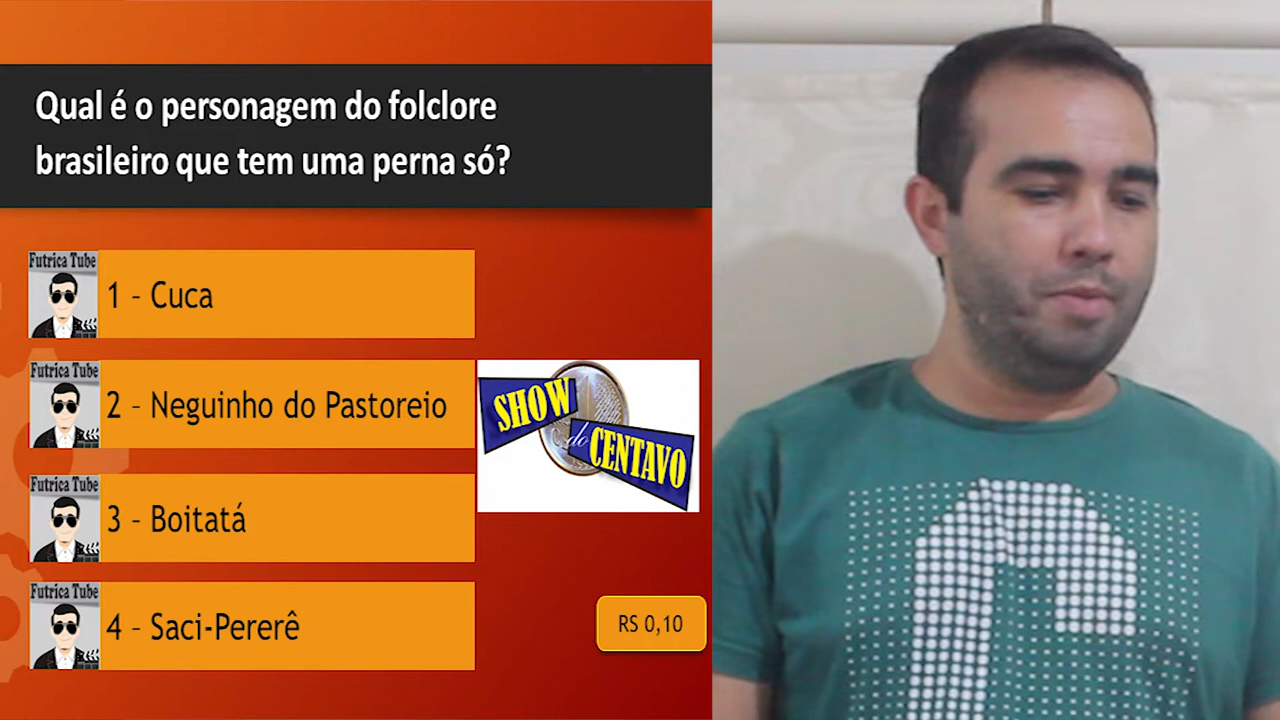 Qual é o personagem do folclore
brasileiro que tem uma perna só?
Futrica Tube
1 - Cuca
Futrica Tube
2 - Neguinho do Pastoreio
SHOW
do CENTAVO
Futrica Tube
3 - Boitatá
Futrica Tube
4 - Saci-Pererê
RS 0,10